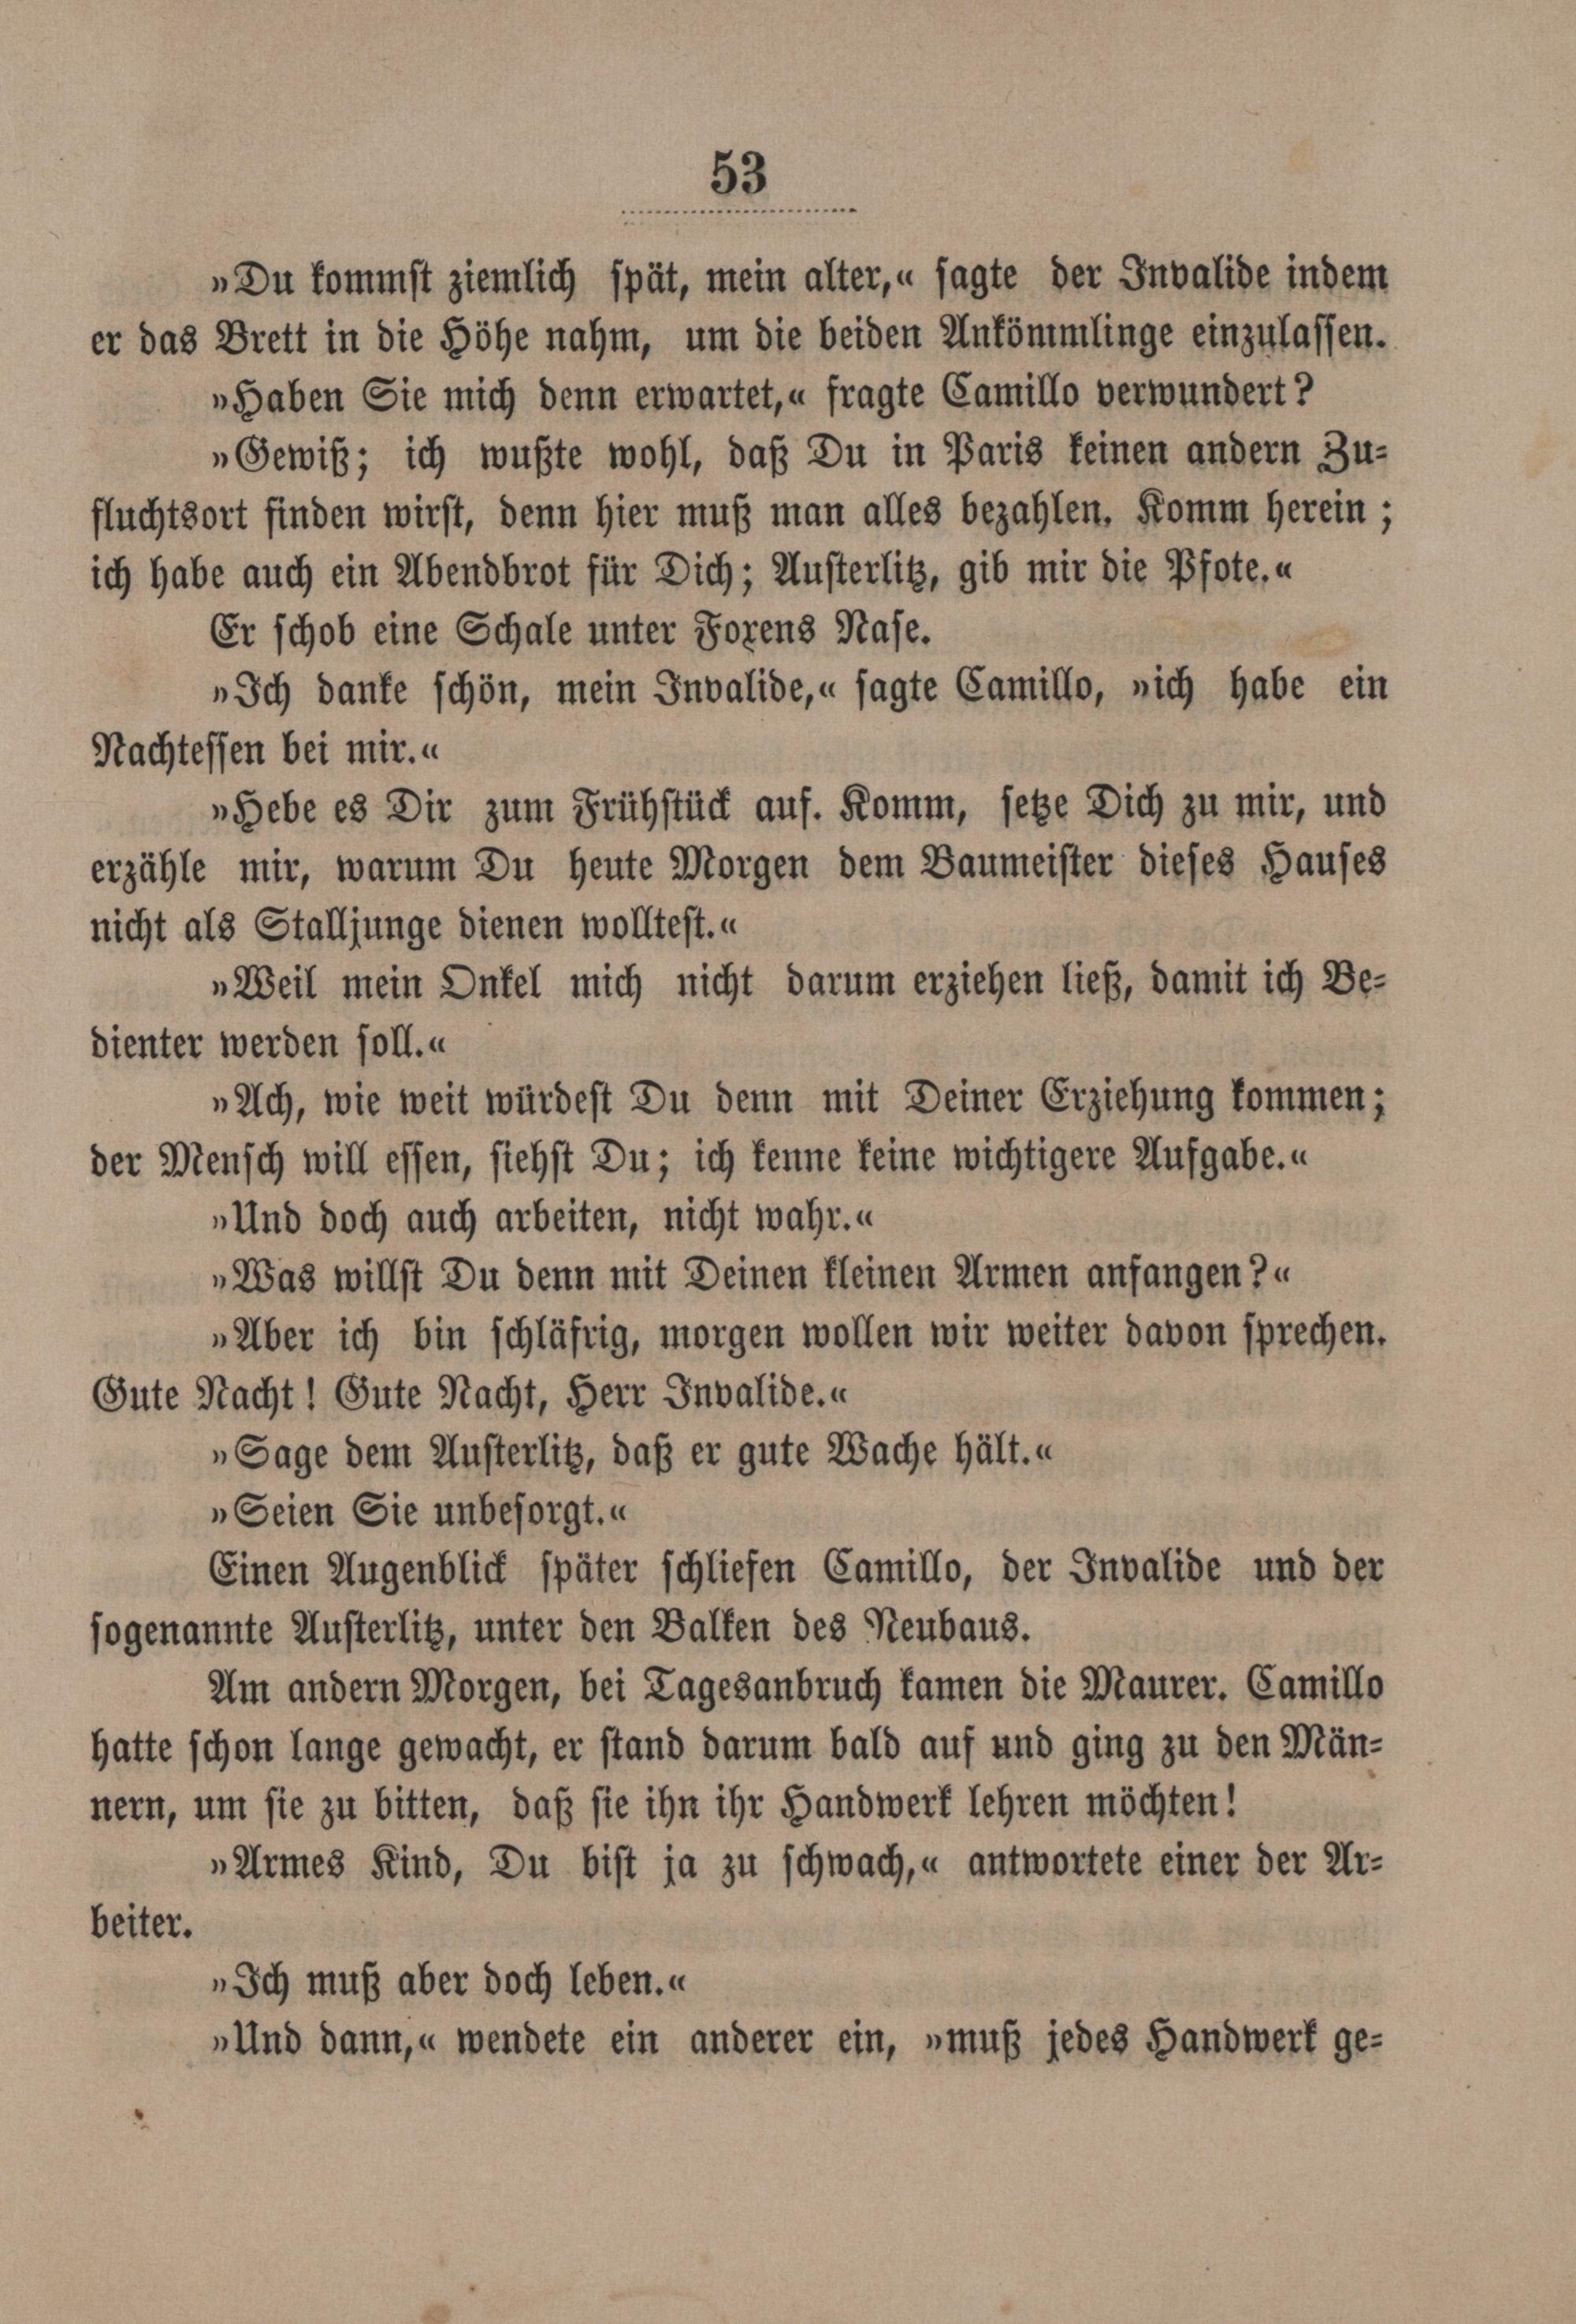 53
»Du kommst ziemlich spät, mein alter,« sagte der Invalide indem
er das Brett in die Höhe nahm, um die beiden Ankömmlinge einzulassen.
»Haben Sie mich denn erwartet,« fragte Camillo verwundert?
»Gewiß; ich wußte wohl, daß Du in Paris keinen andern Zu-
fluchtsort finden wirst, denn hier muß man alles bezahlen. Komm herein;
ich habe auch ein Abendbrot für Dich; Austerlitz, gib mir die Pfote.«
Er schob eine Schale unter Foxens Nase.
»Ich danke schön, mein Invalide,« sagte Camillo, »ich habe ein
Nachtessen bei mir.«
»Hebe es Dir zum Frühstück auf. Komm, setze Dich zu mir, und
erzähle mir, warum Du heute Morgen dem Baumeister dieses Hauses
nicht als Stalljunge dienen wolltest.«
»Weil mein Onkel mich nicht darum erziehen ließ, damit ich Be-
dienter werden soll.«
»Ach, wie weit würdest Du denn mit Deiner Erziehung kommen;
der Mensch will essen, siehst Du; ich kenne keine wichtigere Aufgabe.«
»Und doch auch arbeiten, nicht wahr.«
»Was willst Du denn mit Deinen kleinen Armen anfangen?«
»Aber ich bin schläfrig, morgen wollen wir weiter davon sprechen.
Gute Nacht! Gute Nacht, Herr Invalide.«
»Sage dem Austerlitz, daß er gute Wache hält.«
»Seien Sie unbesorgt.«
Einen Augenblick später schliefen Camillo, der Invalide und der
sogenannte Austerlitz, unter den Balken des Neubaus.
Am andern Morgen, bei Tagesanbruch kamen die Maurer. Camillo
hatte schon lange gewacht, er stand darum bald auf und ging zu den Män-
nern, um sie zu bitten, daß sie ihn ihr Handwerk lehren möchten!
»Armes Kind, Du bist ja zu schwach,« antwortete einer der Ar-
beiter.
»Ich muß aber doch leben.«
»Und dann,« wendete ein anderer ein, »muß jedes Handwerk ge-